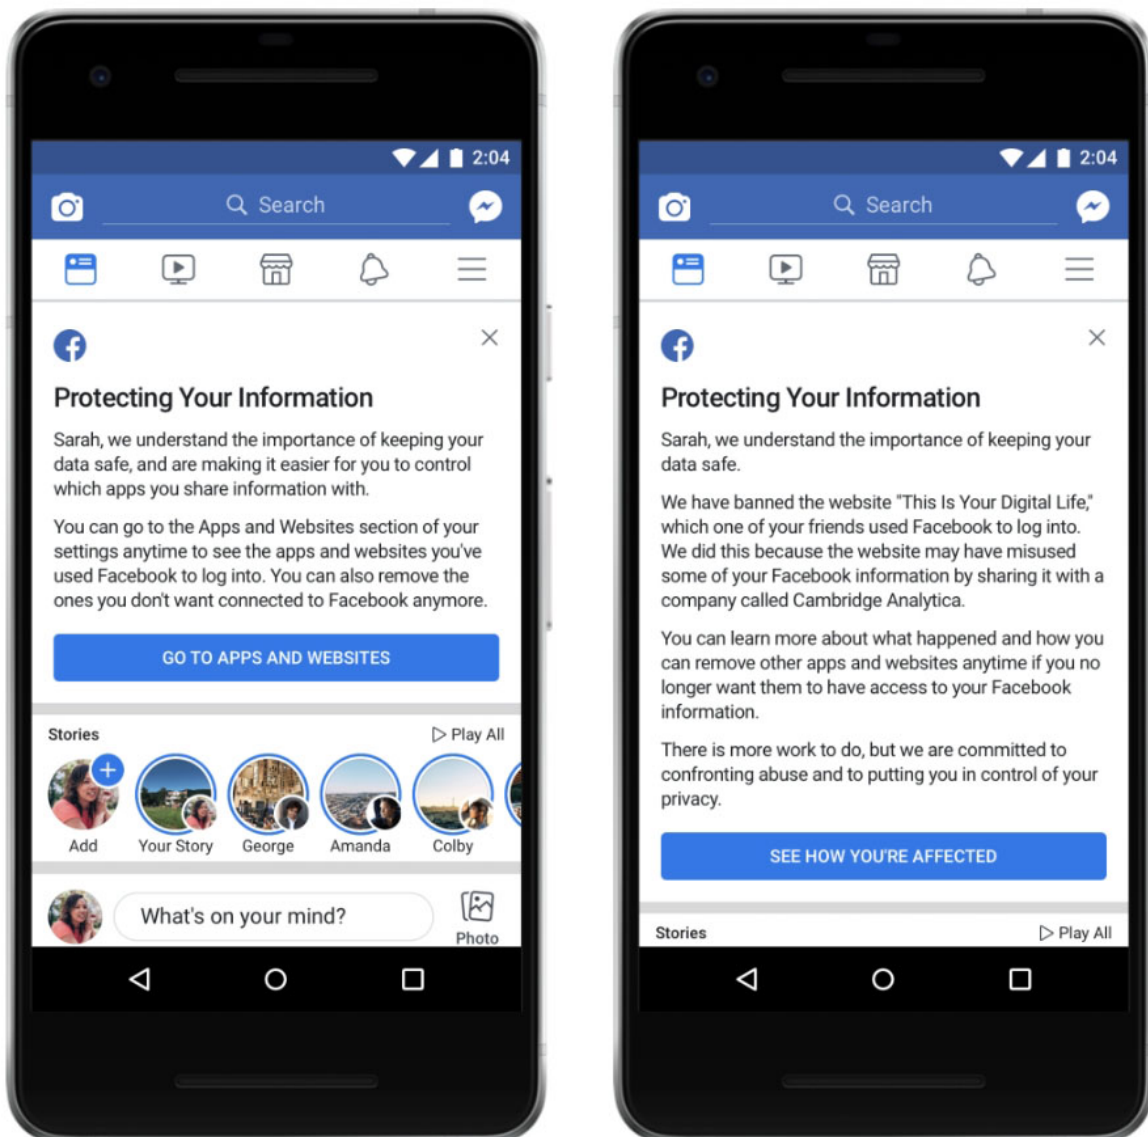 2:04
Search
Protecting Your Information
Sarah, we understand the importance of keeping your
data safe, and are making it easier for you to control
which apps you share information with.
You can go to the Apps and Websites section of your
settings anytime to see the apps and websites you've
used Facebook to log into. You can also remove the
ones you don't want connected to Facebook anymore.
GO TO APPS AND WEBSITES
Stories
Play All
Add
Your Story
George
Amanda
Colby
What's on your mind?
Photo
2:04
Search
Protecting Your Information
Sarah, we understand the importance of keeping your
data safe.
We have banned the website "This Is Your Digital Life,"
which one of your friends used Facebook to log into.
We did this because the website may have misused
some of your Facebook information by sharing it with a
company called Cambridge Analytica.
You can learn more about what happened and how you
can remove other apps and websites anytime if you no
longer want them to have access to your Facebook
information.
There is more work to do, but we are committed to
confronting abuse and to putting you in control of your
privacy.
SEE HOW YOU'RE AFFECTED
Stories
Play All